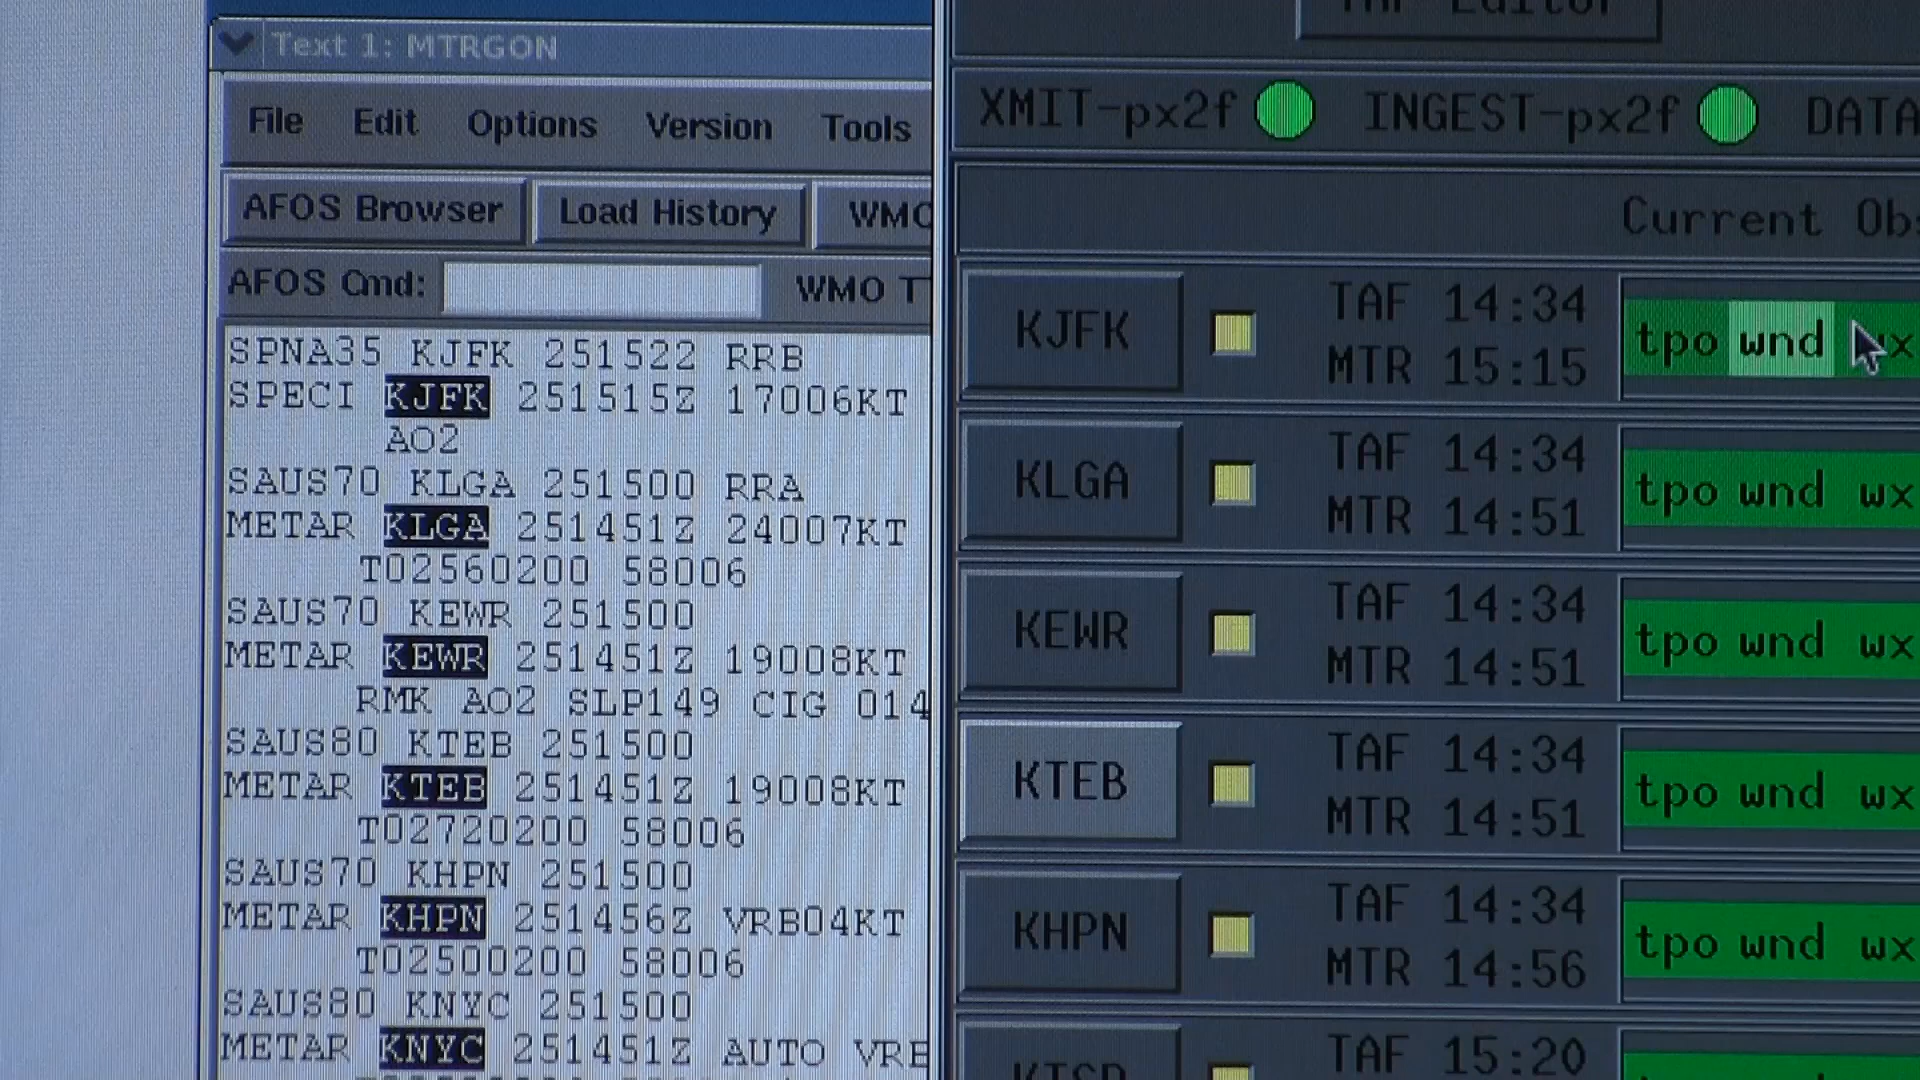 Text 1: MTRGON
File Edit Options Version Tools
AFOS Browser Load History WMO
AFOS Cmd: WMO T
SPNA35 KJFK 251522 RRB
SPECI KJFK 251515Z 17006KT
AO2
SAUS70 KLGA 251500 RRA
METAR KLGA 251451Z 24007KT
T02560200 58006
SAUS70 KEWR 251500
METAR KEWR 251451Z 19008KT
RMK AO2 SLP149 CIG 014
SAUS80 KTEB 251500
METAR KTEB 251451Z 19008KT
T02720200 58006
SAUS70 KHPN 251500
METAR KHPN 251456Z VRB04KT
T02500200 58006
SAUS80 KNYC 251500
METAR KNYC 251451Z AUTO VRB
Editor
XMIT-px2f INGEST-px2f DATA
Current Obs
KJFK TAF 14:34 tpo wnd wx
MTR 15:15
KLGA TAF 14:34 tpo wnd wx
MTR 14:51
KEWR TAF 14:34 tpo wnd wx
MTR 14:51
KTEB TAF 14:34 tpo wnd wx
MTR 14:51
KHPN TAF 14:34 tpo wnd wx
MTR 14:56
TAF 15:20